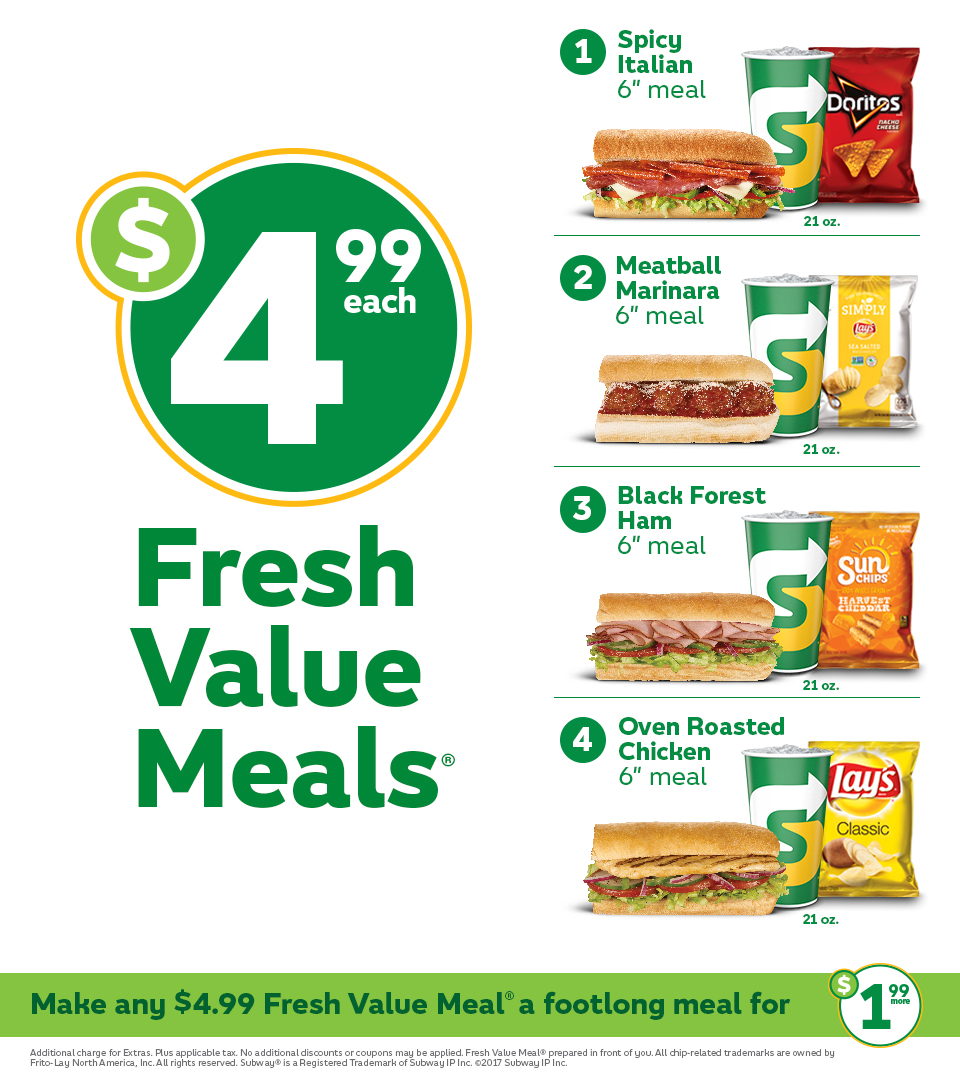 $4.99
each
Fresh
Value
Meals®
1
Spicy
Italian
6" meal
Doritos
NACHO
CHEESE
21 oz.
2
Meatball
Marinara
6" meal
SIMPLY
Lay's
SEA SALTED
21 oz.
3
Black Forest
Ham
6" meal
Sun
CHIPS
HARVEST
CHEDDAR
21 oz.
4
Oven Roasted
Chicken
6" meal
Lay's
Classic
21 oz.
Make any $4.99 Fresh Value Meal® a footlong meal for
$1.99
more
Additional charge for Extras. Plus applicable tax. No additional discounts or coupons may be applied. Fresh Value Meal® prepared in front of you. All chip-related trademarks are owned by
Frito-Lay North America, Inc. All rights reserved. Subway® is a Registered Trademark of Subway IP Inc. ©2017 Subway IP Inc.